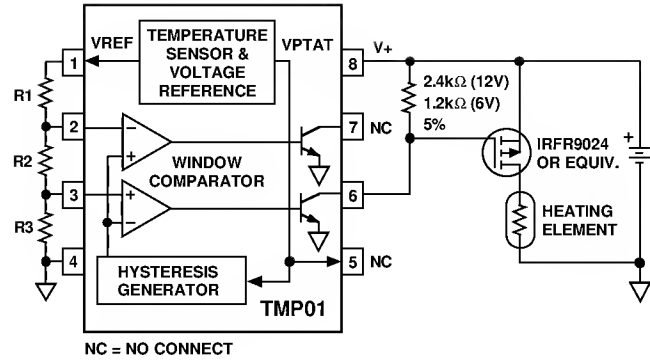 1
VREF
TEMPERATURE
SENSOR &
VOLTAGE
REFERENCE
VPTAT
8
V+
R1
2.4kΩ (12V)
1.2kΩ (6V)
5%
2
–
+
7
NC
R2
WINDOW
COMPARATOR
IRFR9024
OR EQUIV.
+
3
+
–
6
R3
HEATING
ELEMENT
4
HYSTERESIS
GENERATOR
5
NC
TMP01
NC = NO CONNECT